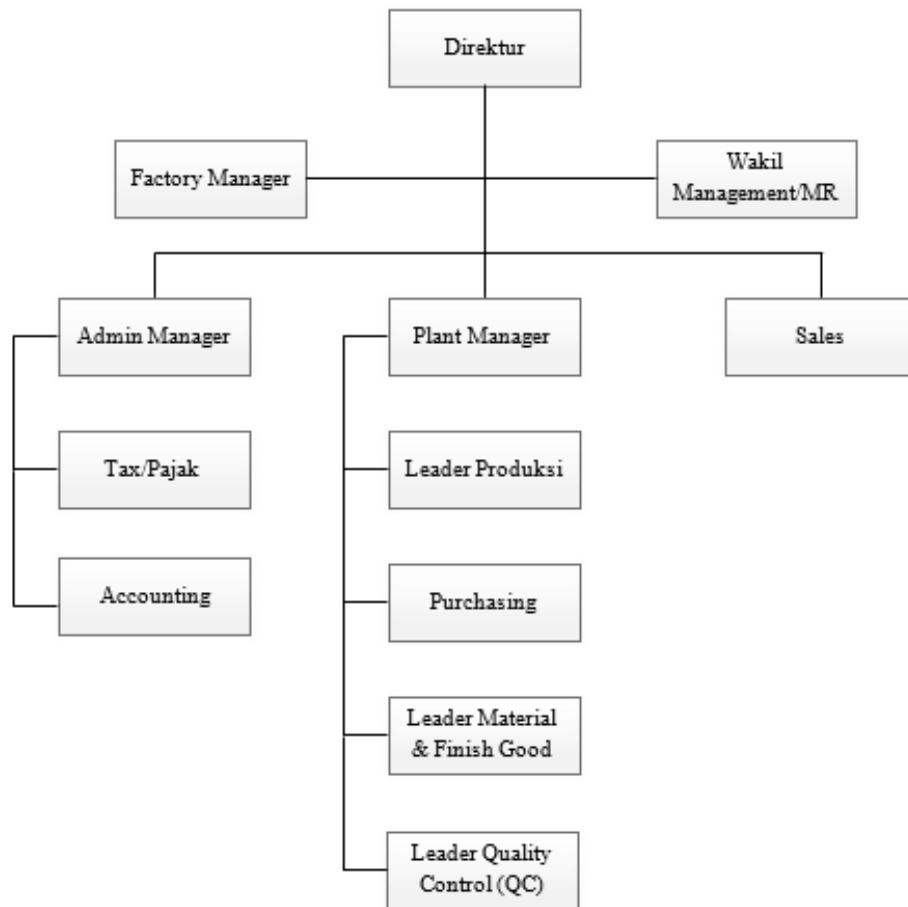 Direktur
Factory Manager
Wakil
Management/MR
Admin Manager
Plant Manager
Sales
Tax/Pajak
Leader Produksi
Accounting
Purchasing
Leader Material
& Finish Good
Leader Quality
Control (QC)